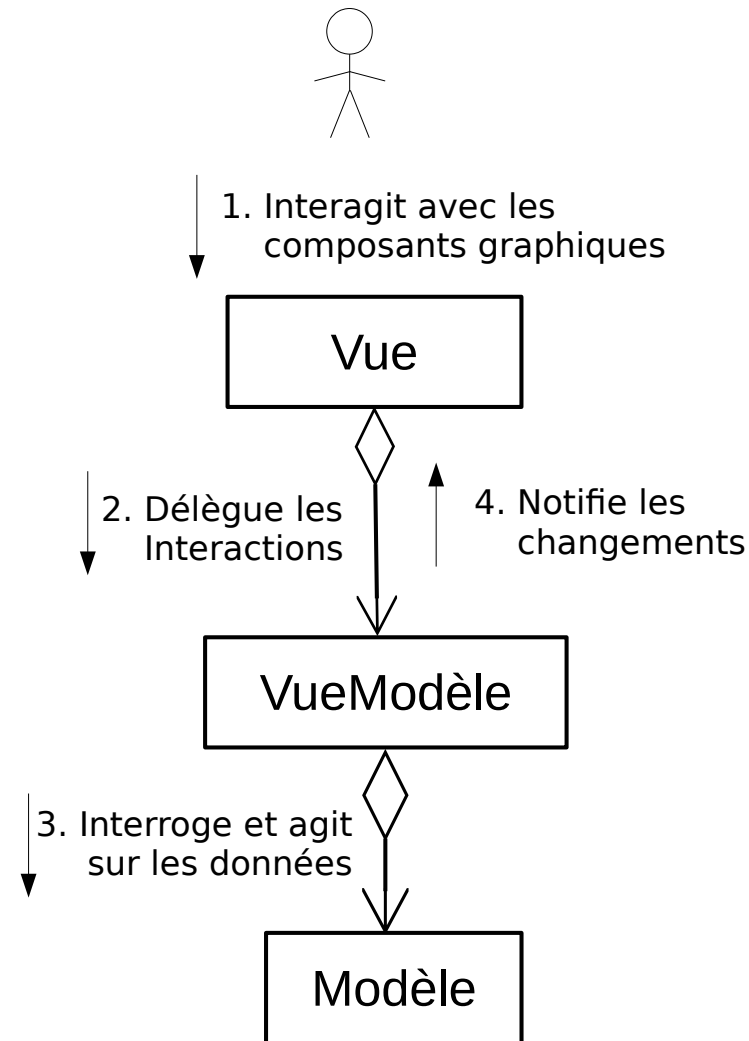 1. Interagit avec les
composants graphiques
Vue
2. Délègue les
Interactions
4. Notifie les
changements
VueModèle
3. Interroge et agit
sur les données
Modèle